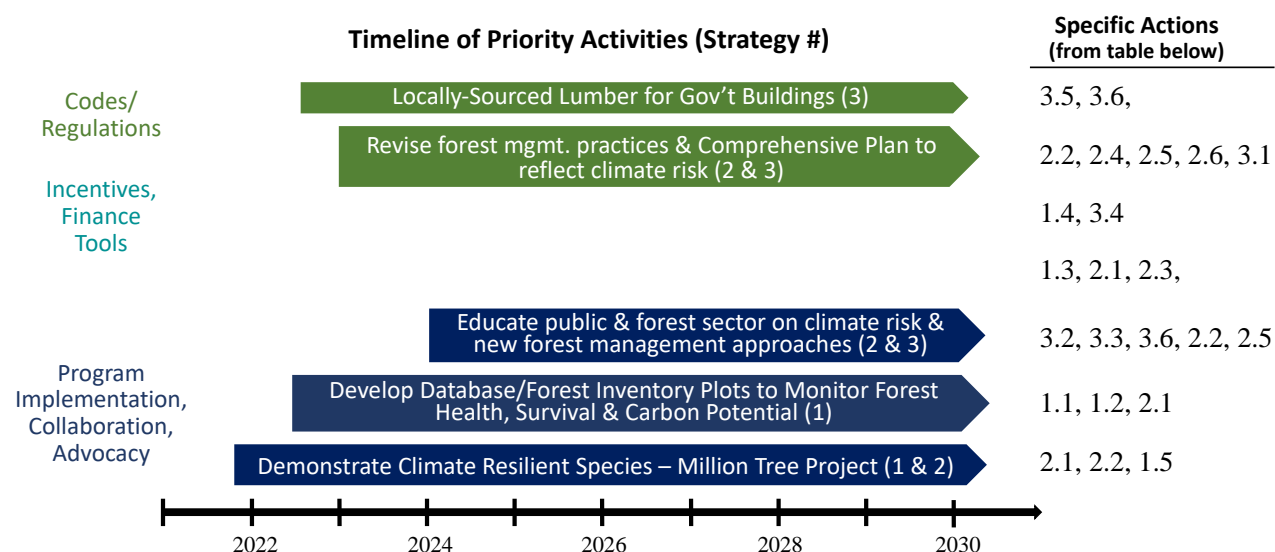 Timeline of Priority Activities (Strategy #)
Specific Actions
(from table below)
Codes/
Regulations
Locally-Sourced Lumber for Gov't Buildings (3)
3.5, 3.6,
Revise forest mgmt. practices & Comprehensive Plan to
reflect climate risk (2 & 3)
2.2, 2.4, 2.5, 2.6, 3.1
Incentives,
Finance
Tools
1.4, 3.4
1.3, 2.1, 2.3,
Educate public & forest sector on climate risk &
new forest management approaches (2 & 3)
3.2, 3.3, 3.6, 2.2, 2.5
Program
Implementation,
Collaboration,
Advocacy
Develop Database/Forest Inventory Plots to Monitor Forest
Health, Survival & Carbon Potential (1)
1.1, 1.2, 2.1
Demonstrate Climate Resilient Species – Million Tree Project (1 & 2)
2.1, 2.2, 1.5
2022 2024 2026 2028 2030